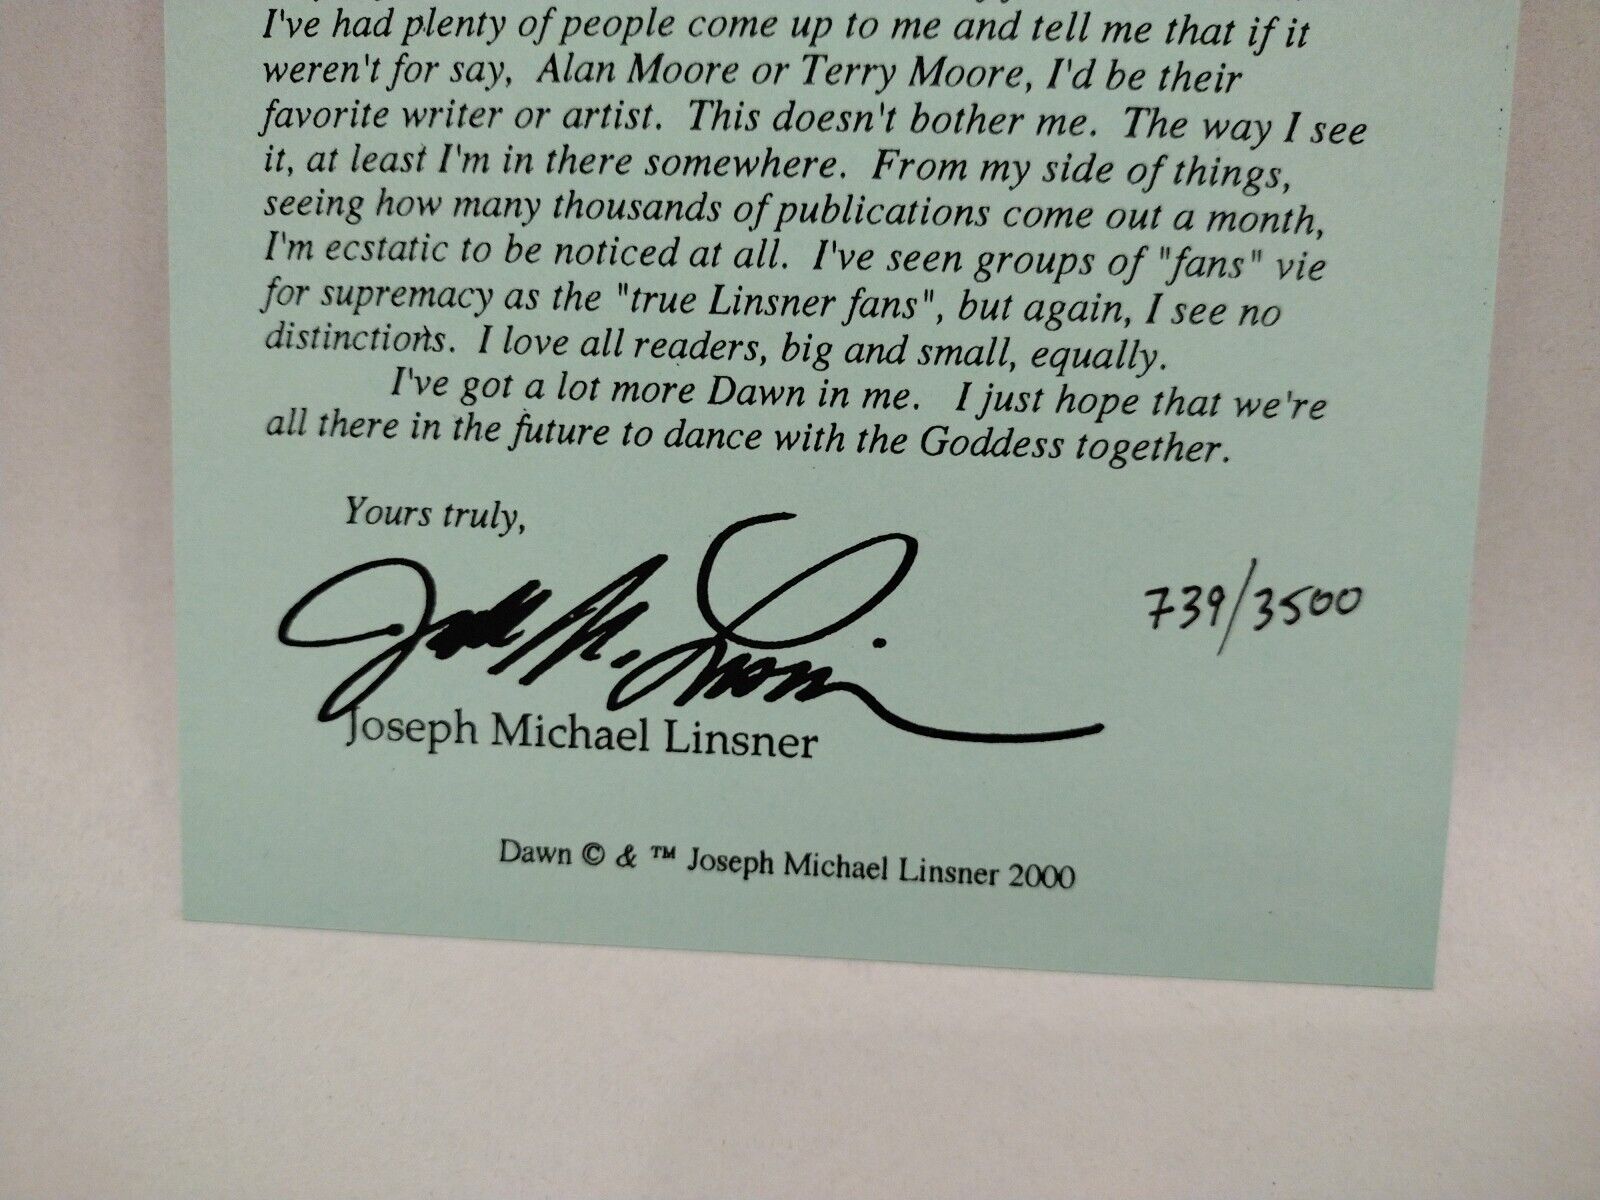 I've had plenty of people come up to me and tell me that if it
weren't for say, Alan Moore or Terry Moore, I'd be their
favorite writer or artist. This doesn't bother me. The way I see
it, at least I'm in there somewhere. From my side of things,
seeing how many thousands of publications come out a month,
I'm ecstatic to be noticed at all. I've seen groups of "fans" vie
for supremacy as the "true Linsner fans", but again, I see no
distinctions. I love all readers, big and small, equally.
I've got a lot more Dawn in me. I just hope that we're
all there in the future to dance with the Goddess together.
Yours truly,
739/3500
Joseph Michael Linsner
Dawn © & ™ Joseph Michael Linsner 2000